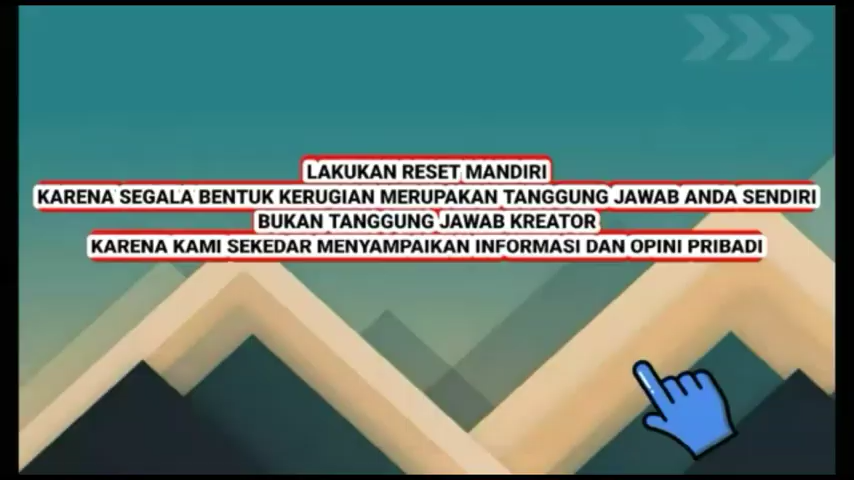 LAKUKAN RESET MANDIRI
KARENA SEGALA BENTUK KERUGIAN MERUPAKAN TANGGUNG JAWAB ANDA SENDIRI
BUKAN TANGGUNG JAWAB KREATOR
KARENA KAMI SEKEDAR MENYAMPAIKAN INFORMASI DAN OPINI PRIBADI